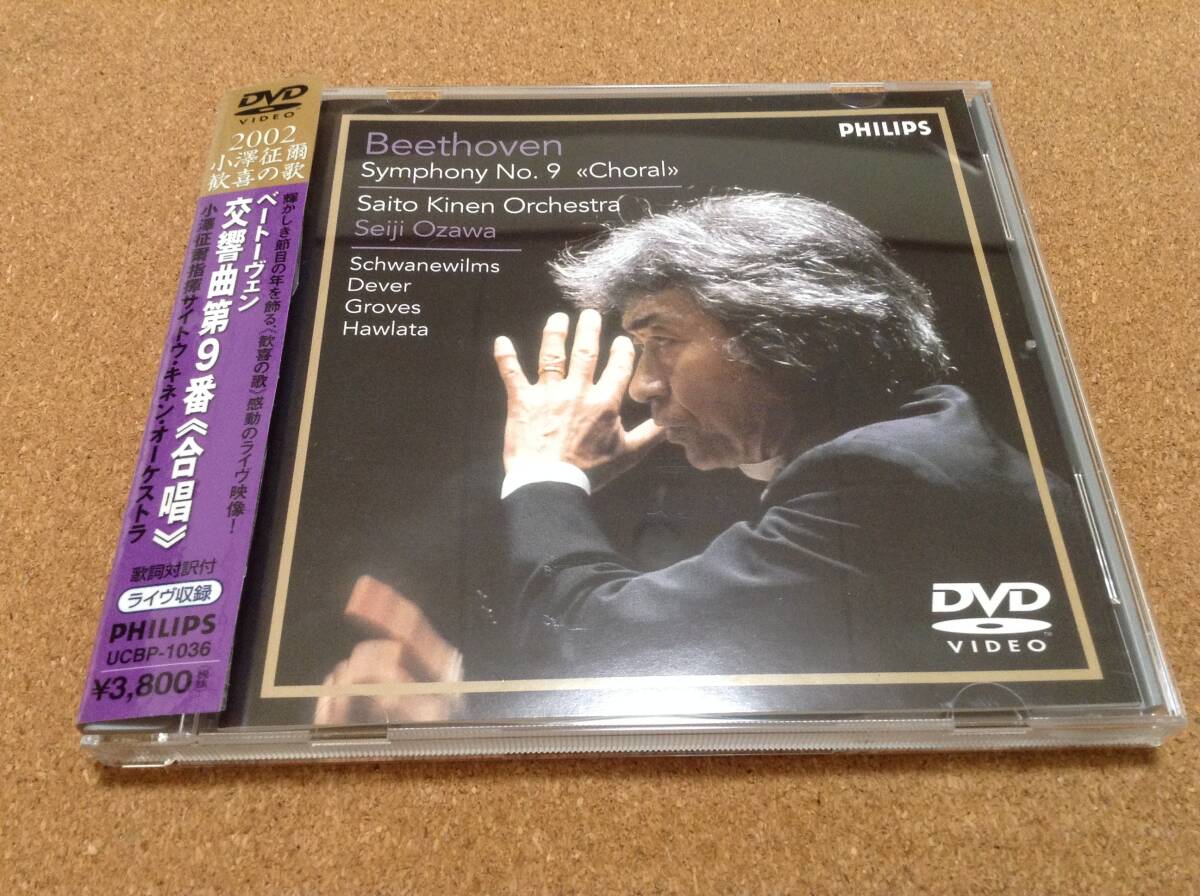 DVD
VIDEO
2002
小澤征爾
歓喜の歌
輝かしき節目の年を飾る、《歓喜の歌》感動のライヴ映像!
ベートーヴェン
交響曲第9番《合唱》
小澤征爾指揮サイトウ・キネン・オーケストラ
歌詞対訳付
ライヴ収録
PHILIPS
UCBP-1036
¥3,800
PHILIPS
Beethoven
Symphony No. 9 «Choral»
Saito Kinen Orchestra
Seiji Ozawa
Schwanewilms
Dever
Groves
Hawlata
DVD
VIDEO